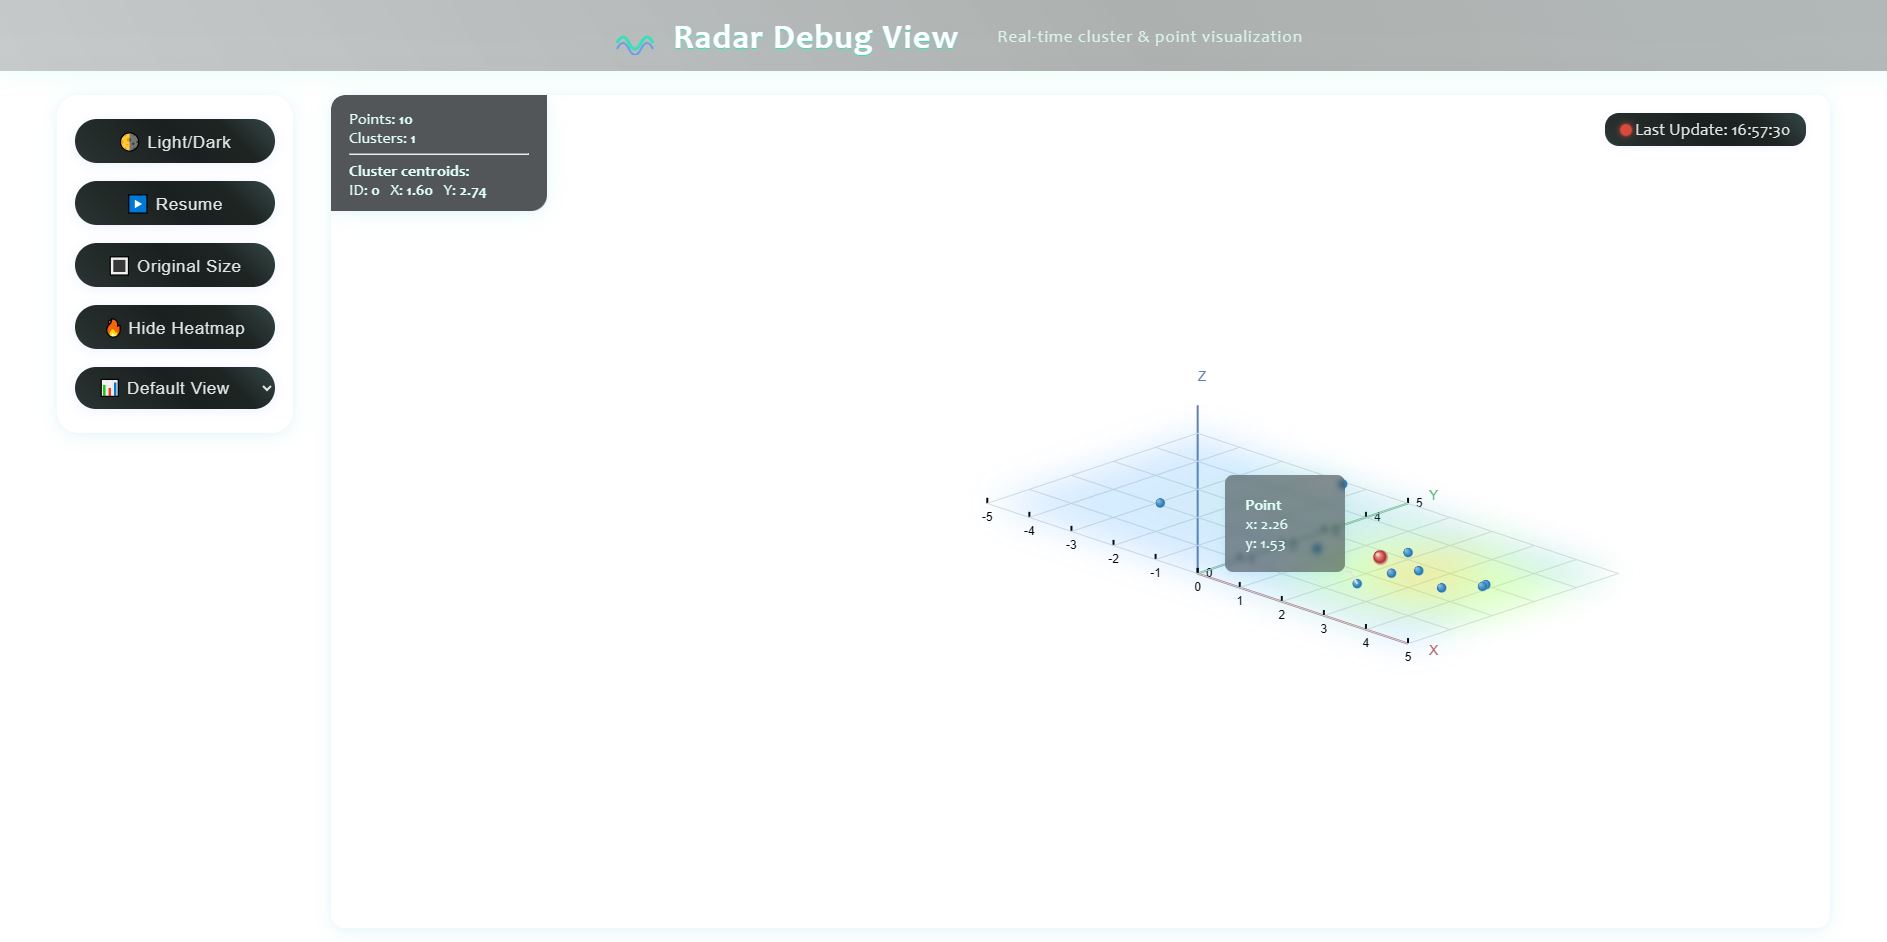 Radar Debug View
Real-time cluster & point visualization
Light/Dark
Resume
Original Size
Hide Heatmap
Default View
Points: 10
Clusters: 1
Cluster centroids:
ID: 0 X: 1.60 Y: 2.74
Last Update: 16:57:30
Z
Y
X
Point
x: 2.26
y: 1.53
-5
-4
-3
-2
-1
0
1
2
3
4
5
0
4
5